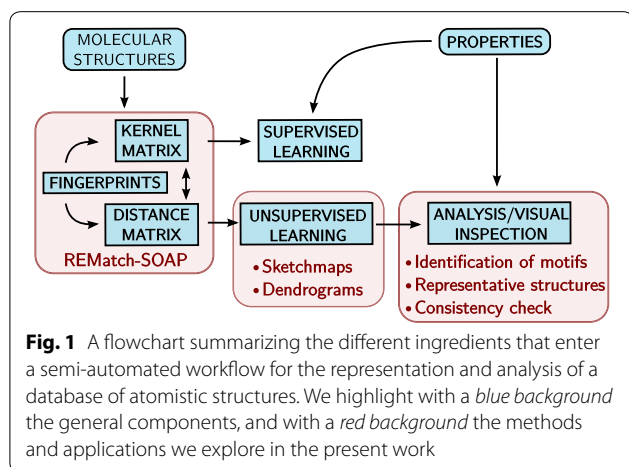 MOLECULAR
STRUCTURES
PROPERTIES
KERNEL
MATRIX
SUPERVISED
LEARNING
FINGERPRINTS
DISTANCE
MATRIX
UNSUPERVISED
LEARNING
ANALYSIS/VISUAL
INSPECTION
REMatch-SOAP
• Sketchmaps
• Dendrograms
• Identification of motifs
• Representative structures
• Consistency check
Fig. 1 A flowchart summarizing the different ingredients that enter
a semi-automated workflow for the representation and analysis of a
database of atomistic structures. We highlight with a blue background
the general components, and with a red background the methods
and applications we explore in the present work